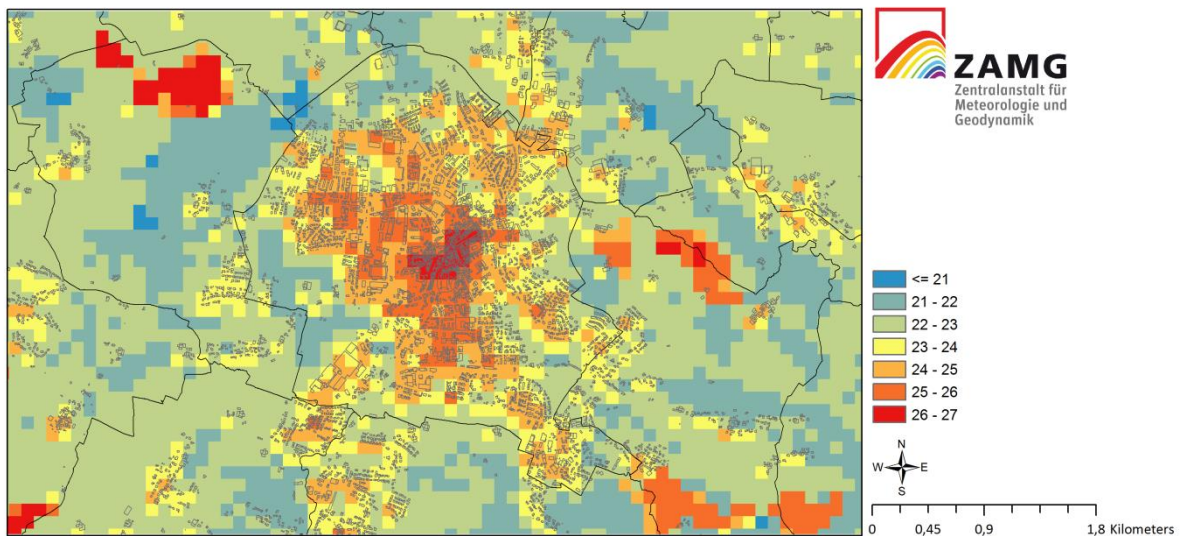 ZAMG
Zentralanstalt für
Meteorologie und
Geodynamik
<= 21
21 - 22
22 - 23
23 - 24
24 - 25
25 - 26
26 - 27
N
W E
S
0 0,45 0,9 1,8 Kilometers